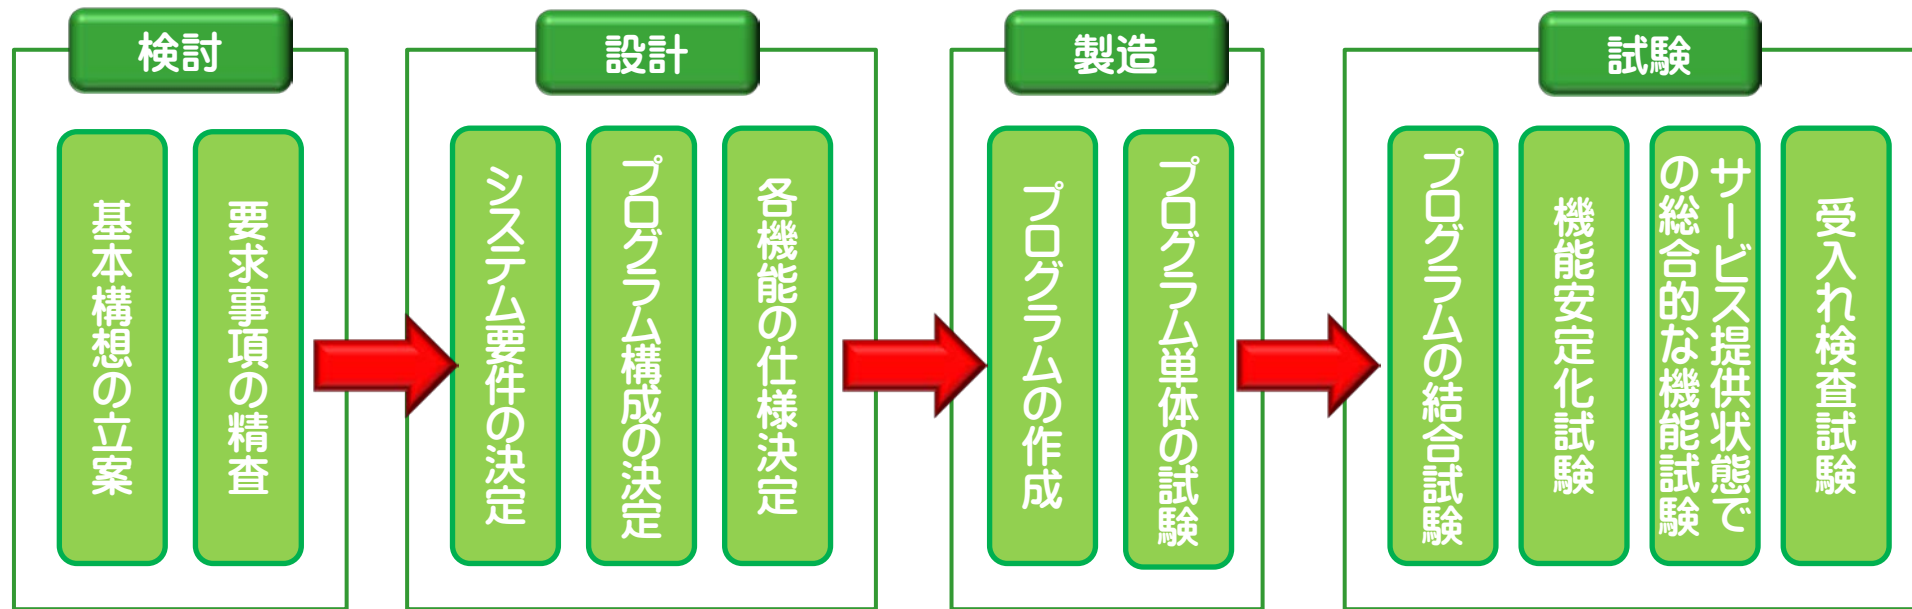 検討
基本構想の立案
要求事項の精査
設計
システム要件の決定
プログラム構成の決定
各機能の仕様決定
製造
プログラムの作成
プログラム単体の試験
試験
プログラムの結合試験
機能安定化試験
サービス提供状態で
の総合的な機能試験
受入れ検査試験